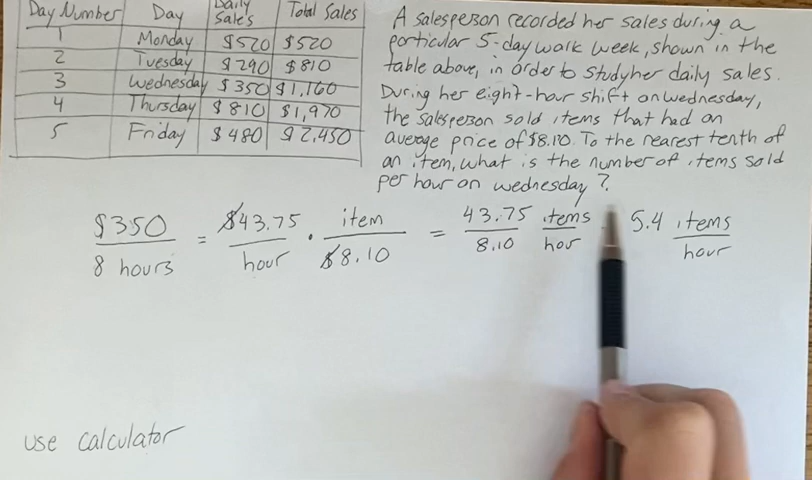 Day Number Day Daily Sales Total Sales
1 Monday $520 $520
2 Tuesday $290 $810
3 Wednesday $350 $1,160
4 Thursday $810 $1,970
5 Friday $480 $2,450
A salesperson recorded her sales during a
particular 5-day work week, shown in the
table above, in order to study her daily sales.
During her eight-hour shift on wednesday,
the salesperson sold items that had an
average price of $8.10. To the nearest tenth of
an item, what is the number of items sold
per hour on wednesday?
$350 / 8 hours = $43.75 / hour · item / $8.10 = 43.75 / 8.10 items / hor 5.4 items / hour
use calculator